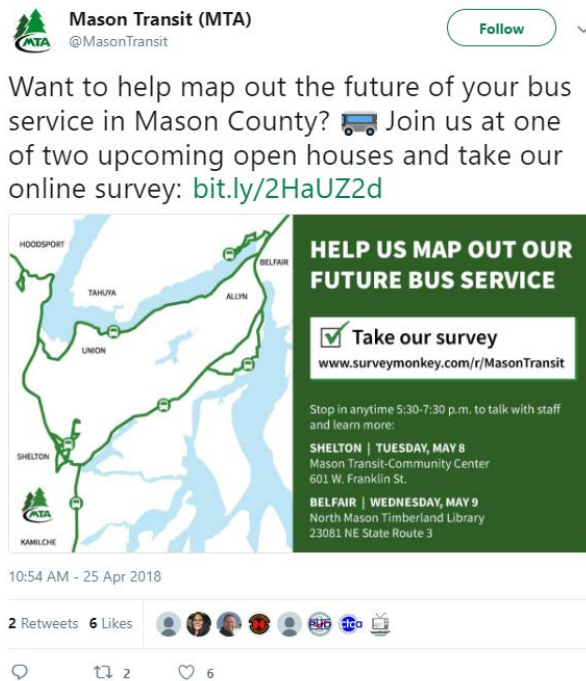 Mason Transit (MTA)
@MasonTransit
Follow
Want to help map out the future of your bus
service in Mason County? Join us at one
of two upcoming open houses and take our
online survey: bit.ly/2HaUZ2d
HOODSPORT
BELFAIR
TAHUYA
ALLYN
UNION
SHELTON
MTA
KAMILCHE
HELP US MAP OUT OUR
FUTURE BUS SERVICE
Take our survey
www.surveymonkey.com/r/MasonTransit
Stop in anytime 5:30-7:30 p.m. to talk with staff
and learn more:
SHELTON | TUESDAY, MAY 8
Mason Transit-Community Center
601 W. Franklin St.
BELFAIR | WEDNESDAY, MAY 9
North Mason Timberland Library
23081 NE State Route 3
10:54 AM - 25 Apr 2018
2 Retweets 6 Likes
2 6